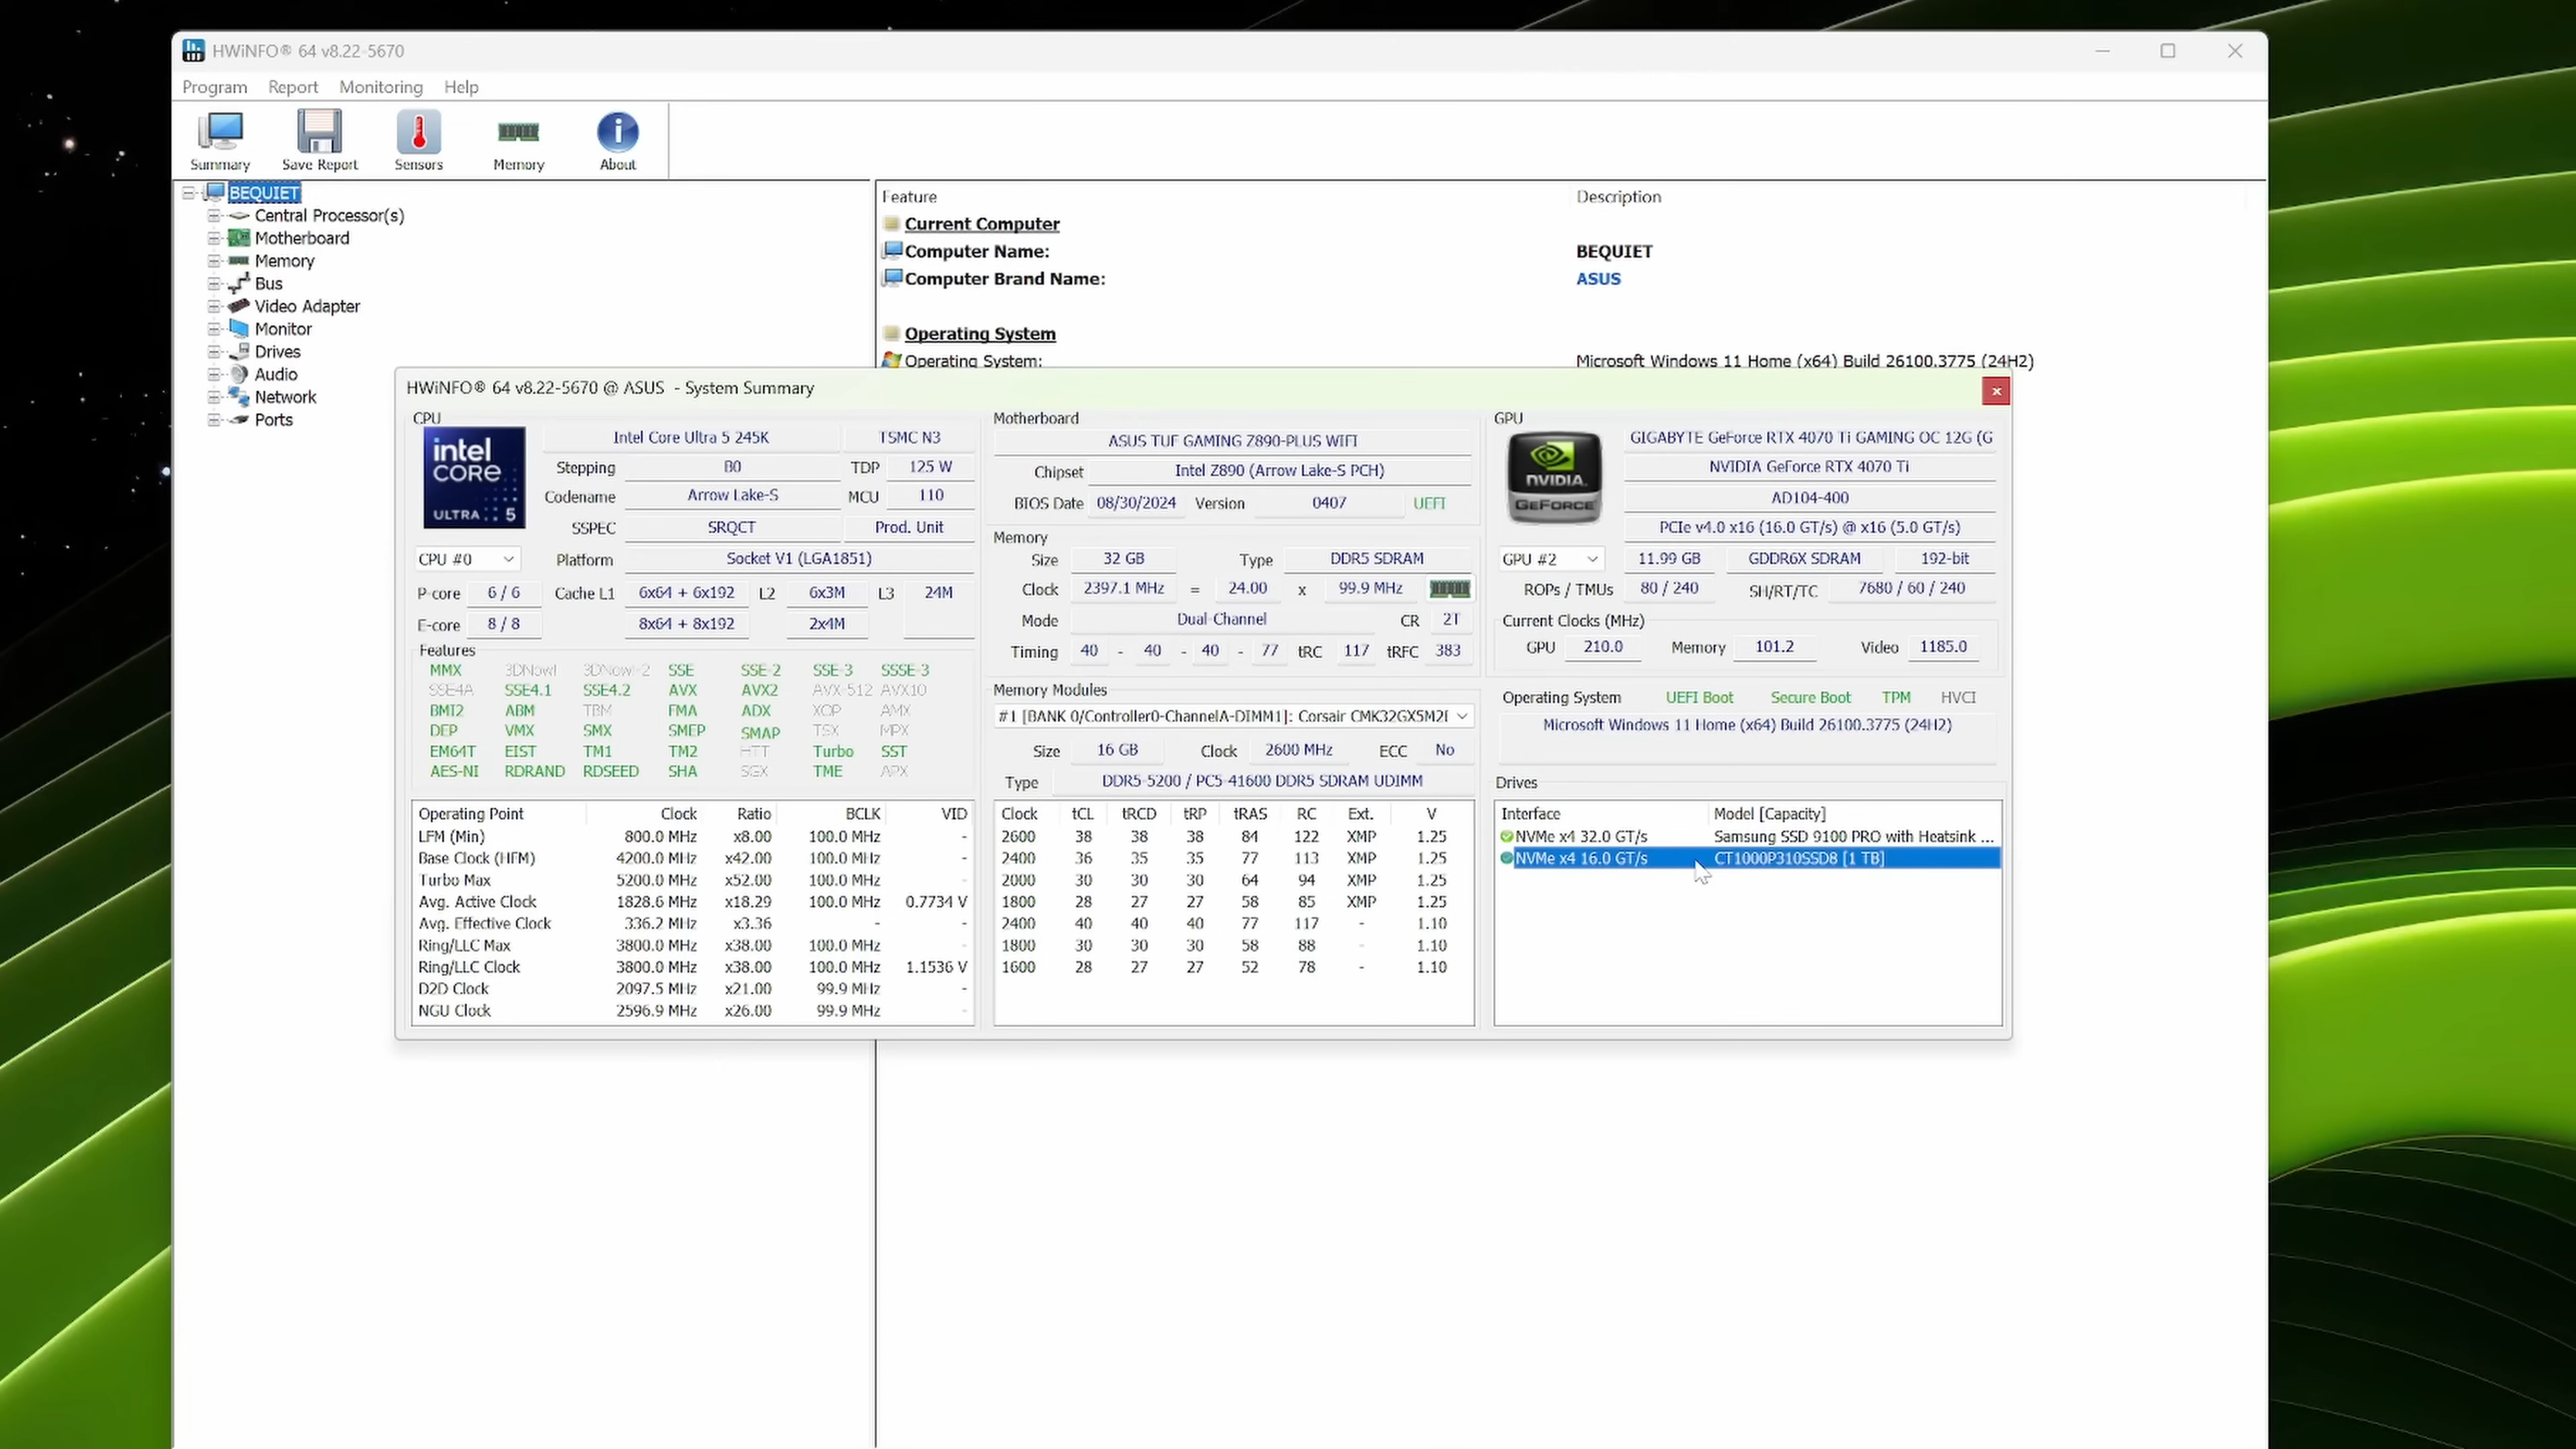 HWiNFO® 64 v8.22-5670
Program Report Monitoring Help
Summary Save Report Sensors Memory About
BEQUIET
Central Processor(s)
Motherboard
Memory
Bus
Video Adapter
Monitor
Drives
Audio
Network
Ports
Feature Description
Current Computer
Computer Name: BEQUIET
Computer Brand Name: ASUS
Operating System
Operating System: Microsoft Windows 11 Home (x64) Build 26100.3775 (24H2)
HWiNFO® 64 v8.22-5670 @ ASUS - System Summary
CPU
intel CORE ULTRA 5
Intel Core Ultra 5 245K TSMC N3
Stepping B0 TDP 125 W
Codename Arrow Lake-S MCU 110
SSPEC SRQCT Prod. Unit
CPU #0 Platform Socket V1 (LGA1851)
P-core 6 / 6 Cache L1 6x64 + 6x192 L2 6x3M L3 24M
E-core 8 / 8 8x64 + 8x192 2x4M
Features
MMX 3DNow! 3DNow!-2 SSE SSE-2 SSE-3 SSSE-3
SSE4A SSE4.1 SSE4.2 AVX AVX2 AVX-512 AVX10
BMI2 ABM TBM FMA ADX XOP AMX
DEP VMX SMX SMEP SMAP TSX MPX
EM64T EIST TM1 TM2 HTT Turbo SST
AES-NI RDRAND RDSEED SHA SGX TME APX
Operating Point Clock Ratio BCLK VID
LFM (Min) 800.0 MHz x8.00 100.0 MHz -
Base Clock (HFM) 4200.0 MHz x42.00 100.0 MHz -
Turbo Max 5200.0 MHz x52.00 100.0 MHz -
Avg. Active Clock 1828.6 MHz x18.29 100.0 MHz 0.7734 V
Avg. Effective Clock 336.2 MHz x3.36 - -
Ring/LLC Max 3800.0 MHz x38.00 100.0 MHz -
Ring/LLC Clock 3800.0 MHz x38.00 100.0 MHz 1.1536 V
D2D Clock 2097.5 MHz x21.00 99.9 MHz -
NGU Clock 2596.9 MHz x26.00 99.9 MHz -
Motherboard
ASUS TUF GAMING Z890-PLUS WIFI
Chipset Intel Z890 (Arrow Lake-S PCH)
BIOS Date 08/30/2024 Version 0407 UEFI
Memory
Size 32 GB Type DDR5 SDRAM
Clock 2397.1 MHz = 24.00 x 99.9 MHz
Mode Dual-Channel CR 2T
Timing 40 - 40 - 40 - 77 tRC 117 tRFC 383
Memory Modules
#1 [BANK 0/Controller0-ChannelA-DIMM1]: Corsair CMK32GX5M2
Size 16 GB Clock 2600 MHz ECC No
Type DDR5-5200 / PC5-41600 DDR5 SDRAM UDIMM
Clock tCL tRCD tRP tRAS RC Ext. V
2600 38 38 38 84 122 XMP 1.25
2400 36 35 35 77 113 XMP 1.25
2000 30 30 30 64 94 XMP 1.25
1800 28 27 27 58 85 XMP 1.25
2400 40 40 40 77 117 - 1.10
1800 30 30 30 58 88 - 1.10
1600 28 27 27 52 78 - 1.10
GPU
NVIDIA GEFORCE
GIGABYTE GeForce RTX 4070 Ti GAMING OC 12G (G
NVIDIA GeForce RTX 4070 Ti
AD104-400
PCIe v4.0 x16 (16.0 GT/s) @ x16 (5.0 GT/s)
GPU #2 11.99 GB GDDR6X SDRAM 192-bit
ROPs / TMUs 80 / 240 SH/RT/TC 7680 / 60 / 240
Current Clocks (MHz)
GPU 210.0 Memory 101.2 Video 1185.0
Operating System UEFI Boot Secure Boot TPM HVCI
Microsoft Windows 11 Home (x64) Build 26100.3775 (24H2)
Drives
Interface Model [Capacity]
NVMe x4 32.0 GT/s Samsung SSD 9100 PRO with Heatsink ...
NVMe x4 16.0 GT/s CT1000P310SSD8 [1 TB]